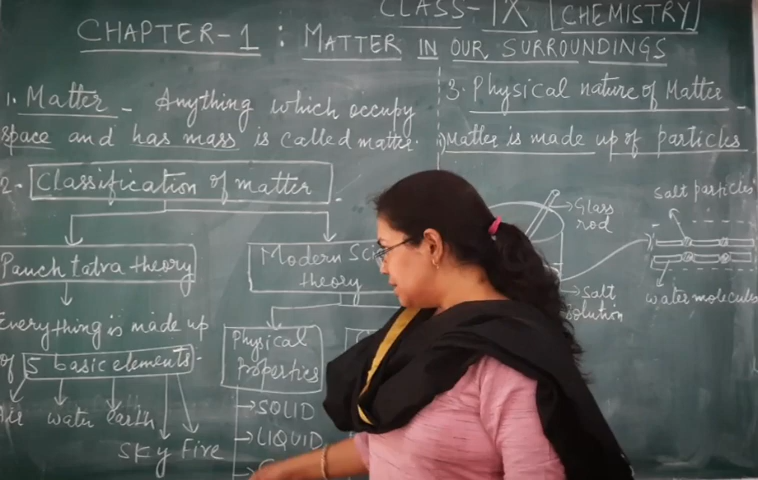 CLASS-IX [CHEMISTRY]
CHAPTER-1 : MATTER IN OUR SURROUNDINGS
1. Matter - Anything which occupy
space and has mass is called matter.
2. Classification of matter.
Panch tatva theory
Everything is made up
of 5 basic elements.
Air water earth
Sky Fire
Modern
theory
Physical
Properties
SOLID
LIQUID
3. Physical nature of Matter
i) Matter is made up of particles
Glass
rod
Salt
solution
salt particles
water molecules